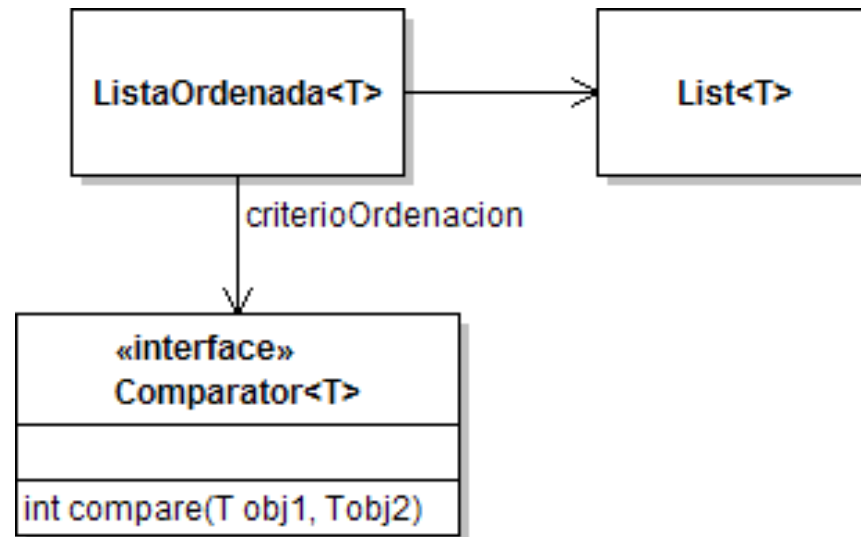 ListaOrdenada<T>
List<T>
criterioOrdenacion
«interface»
Comparator<T>
int compare(T obj1, Tobj2)